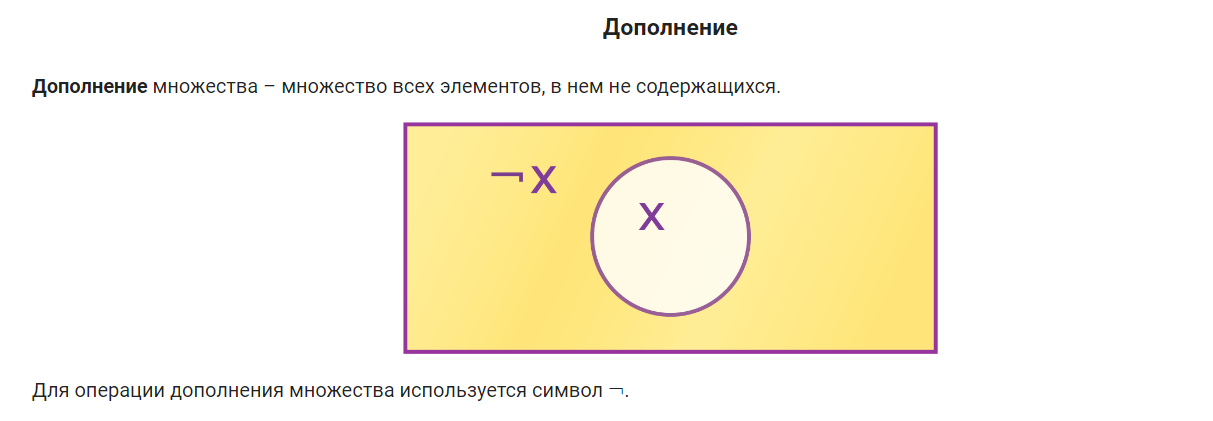 Дополнение
Дополнение множества – множество всех элементов, в нем не содержащихся.
¬x
x
Для операции дополнения множества используется символ ¬.